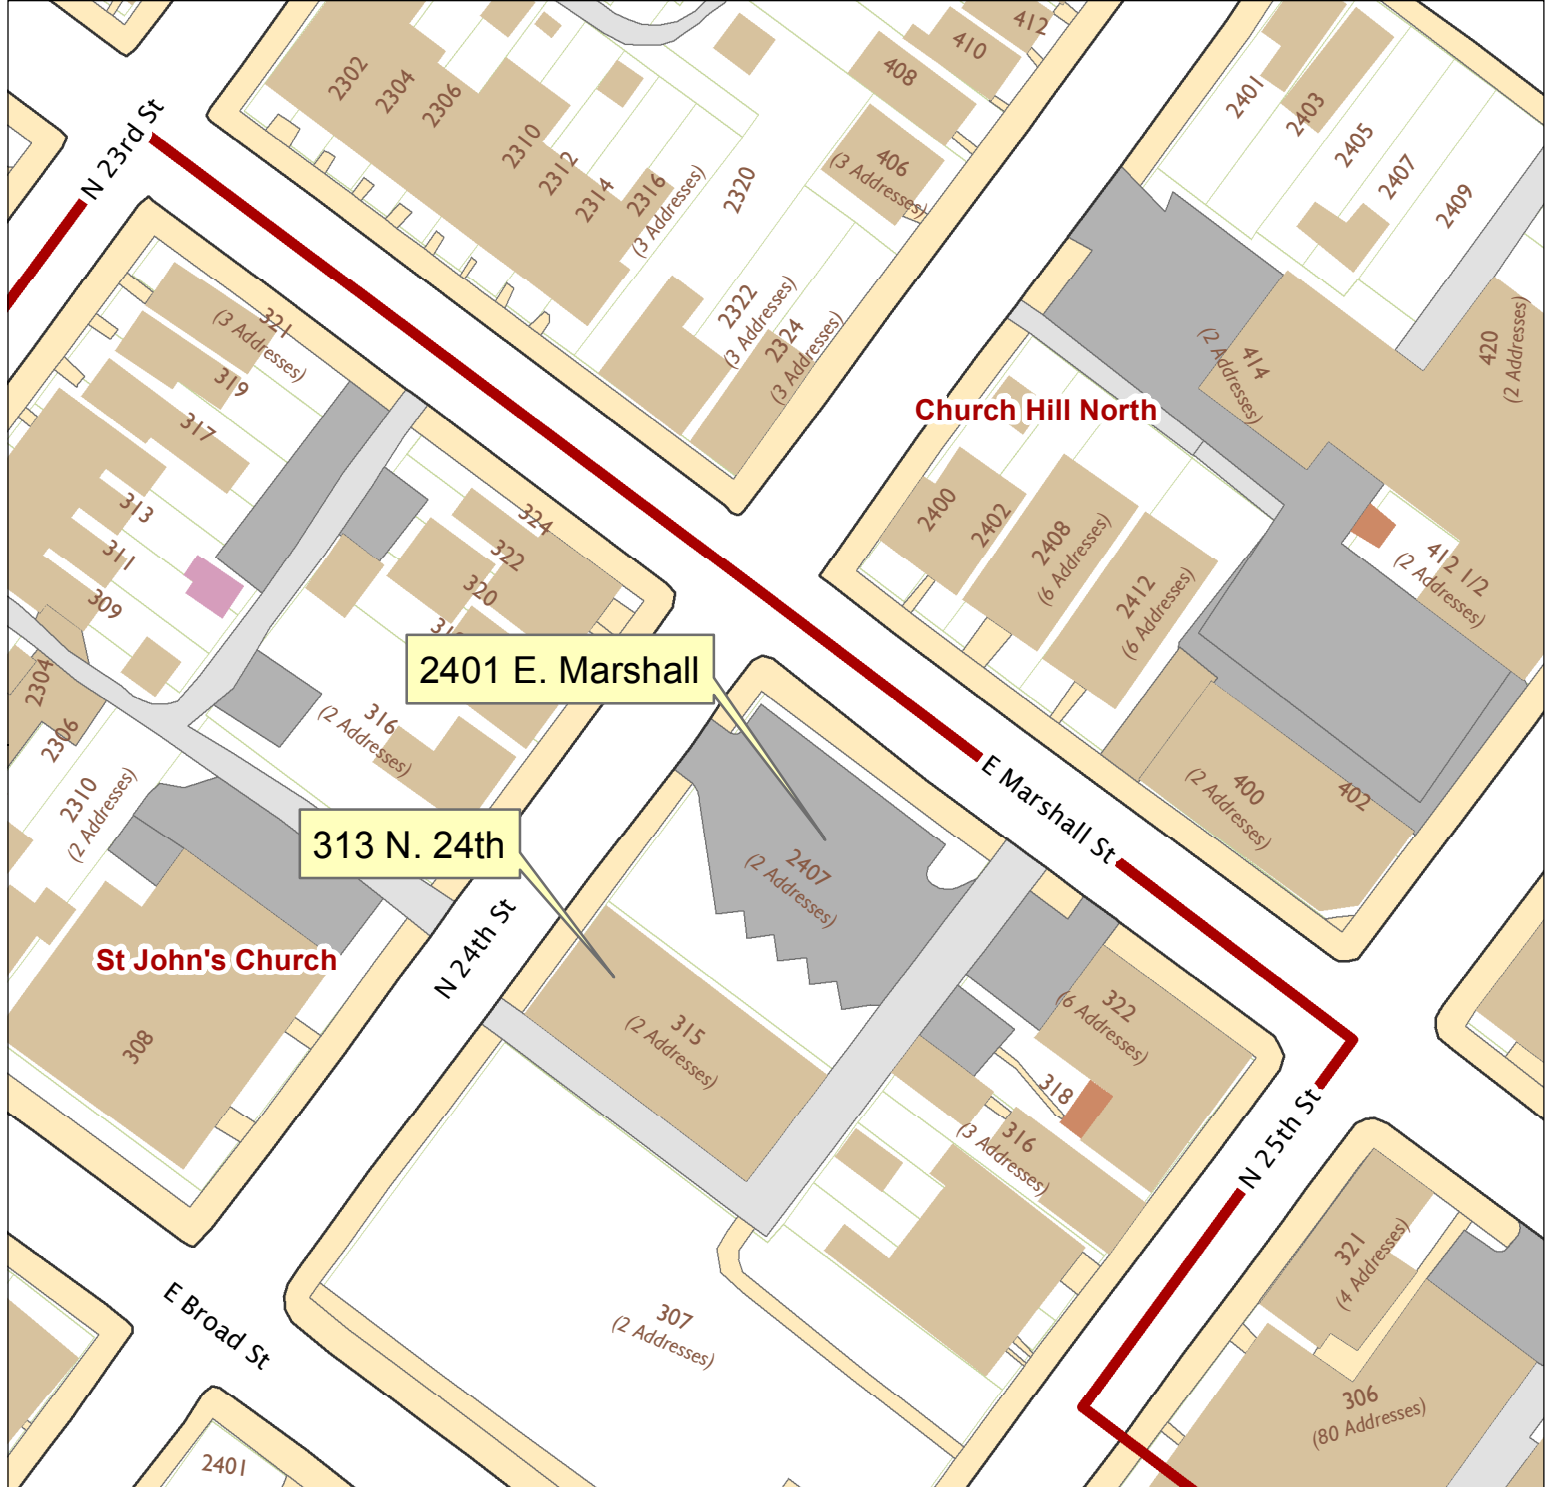 412
410
408
406
(3 Addresses)
2302
2304
2306
2310
2312
2314
2316
(3 Addresses)
2320
2322
(3 Addresses)
2324
(3 Addresses)
2401
2403
2405
2407
2409
N 23rd St
321
(3 Addresses)
319
317
313
311
309
2304
2306
2310
(2 Addresses)
324
322
320
316
(2 Addresses)
Church Hill North
414
(2 Addresses)
420
(2 Addresses)
412 1/2
(2 Addresses)
2400
2402
2408
(6 Addresses)
2412
(6 Addresses)
400
(2 Addresses)
402
2401 E. Marshall
E Marshall St
313 N. 24th
2407
(2 Addresses)
N 24th St
St John's Church
308
315
(2 Addresses)
322
(6 Addresses)
318
316
(3 Addresses)
N 25th St
321
(4 Addresses)
306
(80 Addresses)
307
(2 Addresses)
E Broad St
2401